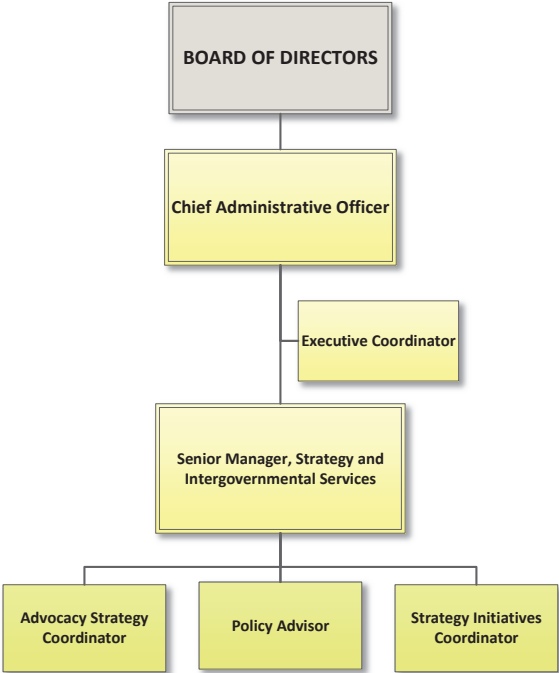 BOARD OF DIRECTORS
Chief Administrative Officer
Executive Coordinator
Senior Manager, Strategy and
Intergovernmental Services
Advocacy Strategy
Coordinator
Policy Advisor
Strategy Initiatives
Coordinator